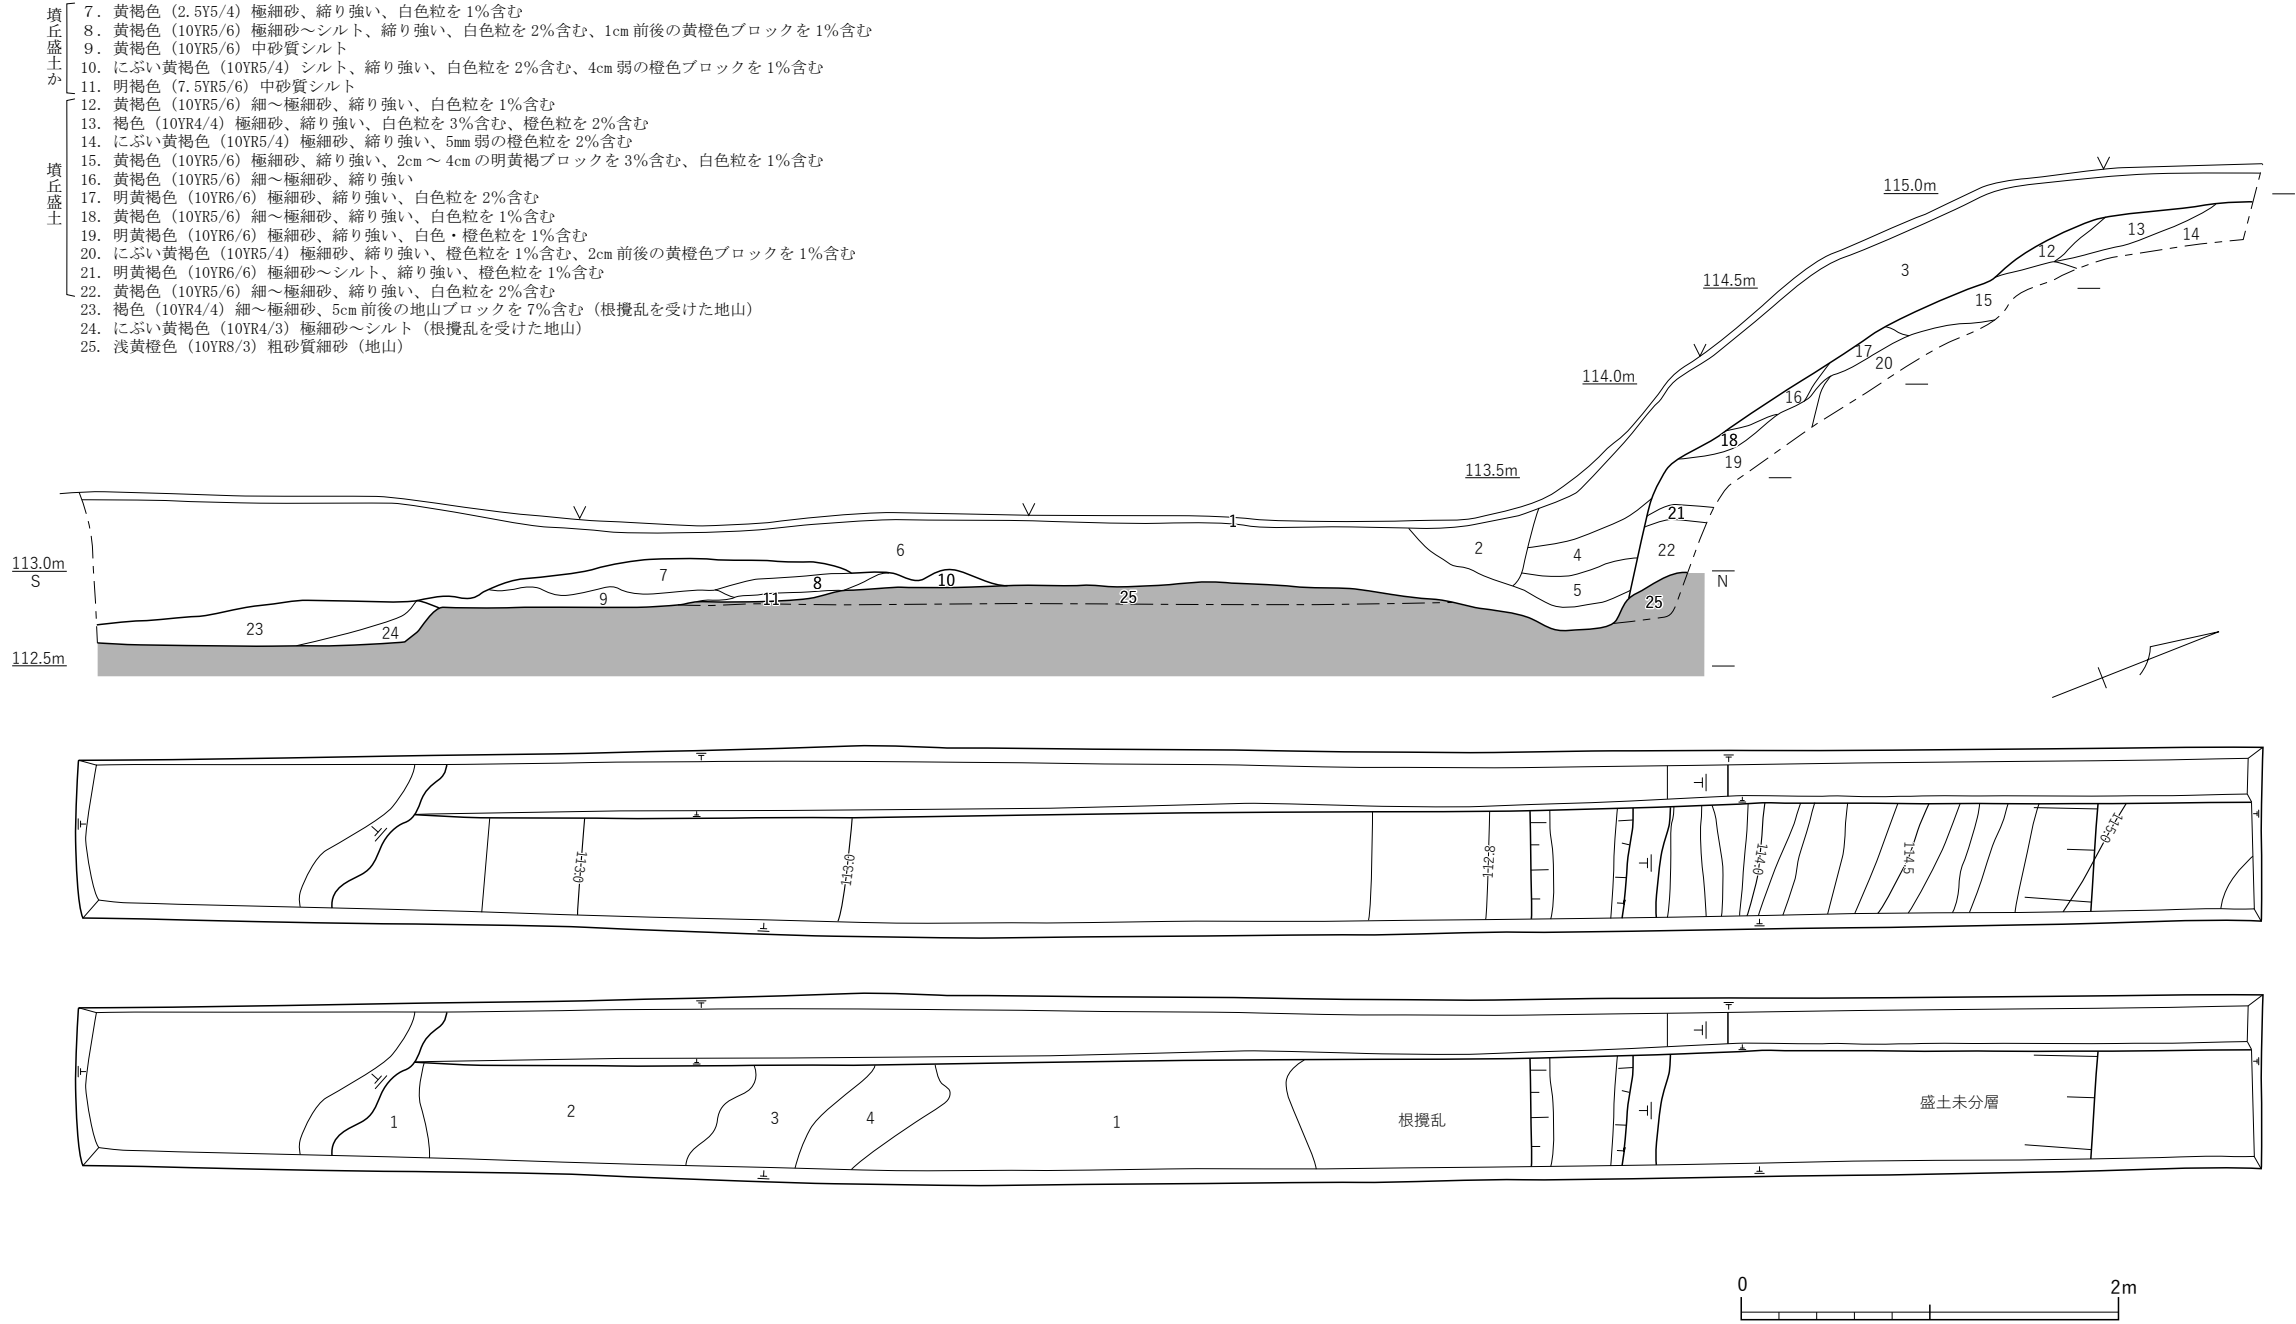 墳丘盛土か
7. 黄褐色（2.5Y5/4）極細砂、締り強い、白色粒を1％含む
8. 黄褐色（10YR5/6）極細砂～シルト、締り強い、白色粒を2％含む、1cm前後の黄橙色ブロックを1％含む
9. 黄褐色（10YR5/6）中砂質シルト
10. にぶい黄褐色（10YR5/4）シルト、締り強い、白色粒を2％含む、4cm弱の橙色ブロックを1％含む
11. 明褐色（7.5YR5/6）中砂質シルト
墳丘盛土
12. 黄褐色（10YR5/6）細～極細砂、締り強い、白色粒を1％含む
13. 褐色（10YR4/4）極細砂、締り強い、白色粒を3％含む、橙色粒を2％含む
14. にぶい黄褐色（10YR5/4）極細砂、締り強い、5mm弱の橙色粒を2％含む
15. 黄褐色（10YR5/6）極細砂、締り強い、2cm～4cmの明黄褐ブロックを3％含む、白色粒を1％含む
16. 黄褐色（10YR5/6）細～極細砂、締り強い
17. 明黄褐色（10YR6/6）極細砂、締り強い、白色粒を2％含む
18. 黄褐色（10YR5/6）細～極細砂、締り強い、白色粒を1％含む
19. 明黄褐色（10YR6/6）極細砂、締り強い、白色・橙色粒を1％含む
20. にぶい黄褐色（10YR5/4）極細砂、締り強い、橙色粒を1％含む、2cm前後の黄橙色ブロックを1％含む
21. 明黄褐色（10YR6/6）極細砂～シルト、締り強い、橙色粒を1％含む
22. 黄褐色（10YR5/6）細～極細砂、締り強い、白色粒を2％含む
23. 褐色（10YR4/4）細～極細砂、5cm前後の地山ブロックを7％含む（根攪乱を受けた地山）
24. にぶい黄褐色（10YR4/3）極細砂～シルト（根攪乱を受けた地山）
25. 浅黄橙色（10YR8/3）粗砂質細砂（地山）
115.0m
114.5m
114.0m
113.5m
113.0m
S
112.5m
N
3
12
13
14
15
17
20
16
18
19
21
22
1
2
4
5
6
7
8
9
10
11
25
25
23
24
113.0
113.0
112.8
114.0
114.5
115.0
1
2
3
4
1
根攪乱
盛土未分層
0
2m